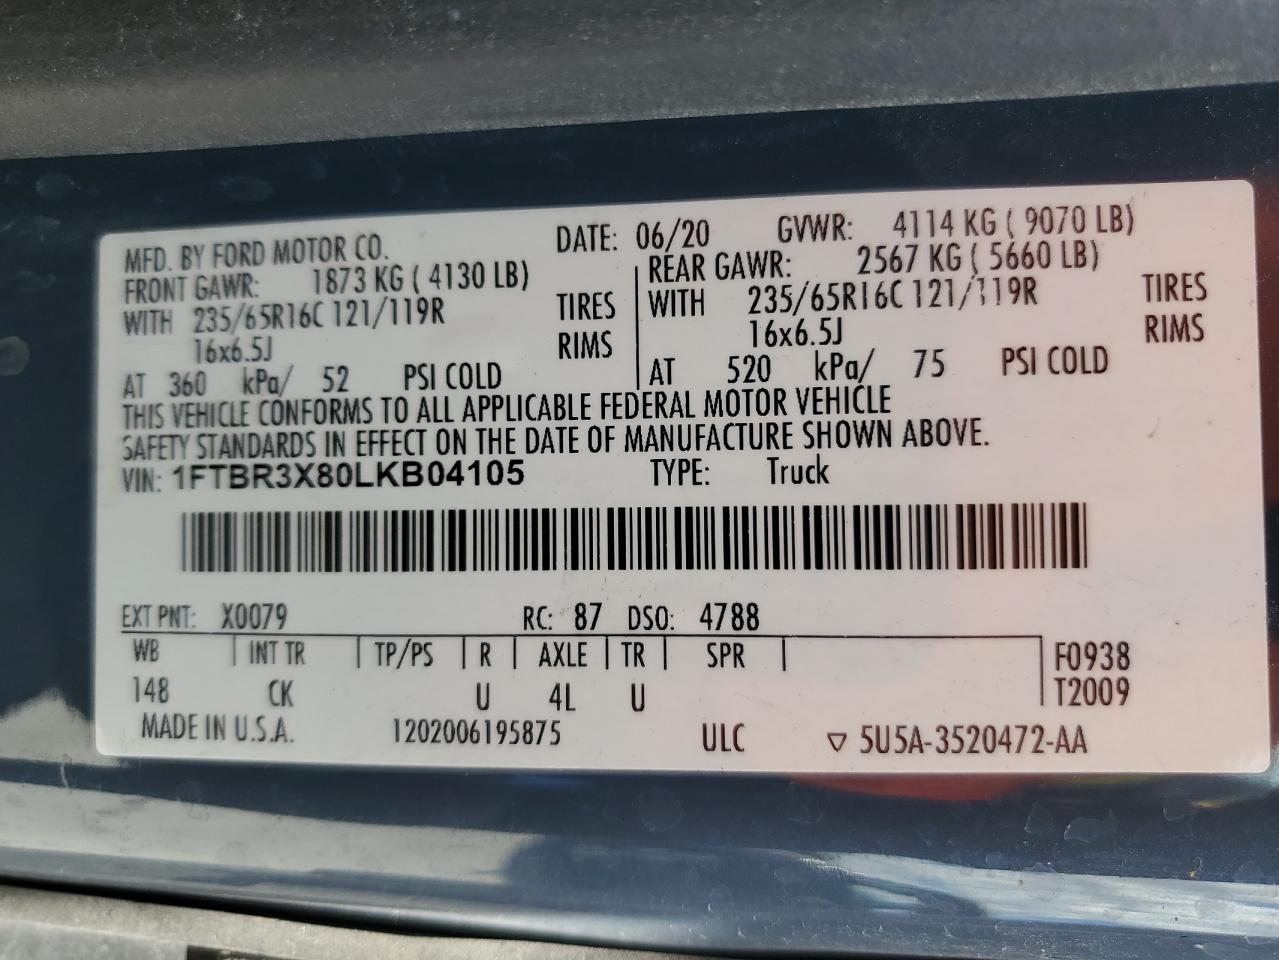 MFD. BY FORD MOTOR CO. DATE: 06/20 GVWR: 4114 KG ( 9070 LB)
FRONT GAWR: 1873 KG ( 4130 LB) REAR GAWR: 2567 KG ( 5660 LB)
WITH 235/65R16C 121/119R TIRES WITH 235/65R16C 121/119R TIRES
16x6.5J RIMS 16x6.5J RIMS
AT 360 kPa/ 52 PSI COLD AT 520 kPa/ 75 PSI COLD
THIS VEHICLE CONFORMS TO ALL APPLICABLE FEDERAL MOTOR VEHICLE
SAFETY STANDARDS IN EFFECT ON THE DATE OF MANUFACTURE SHOWN ABOVE.
VIN: 1FTBR3X80LKB04105 TYPE: Truck
EXT PNT: X0079 RC: 87 DSO: 4788
WB INT TR TP/PS R AXLE TR SPR F0938
148 CK U 4L U T2009
MADE IN U.S.A. 1202006195875 ULC ▽ 5U5A-3520472-AA